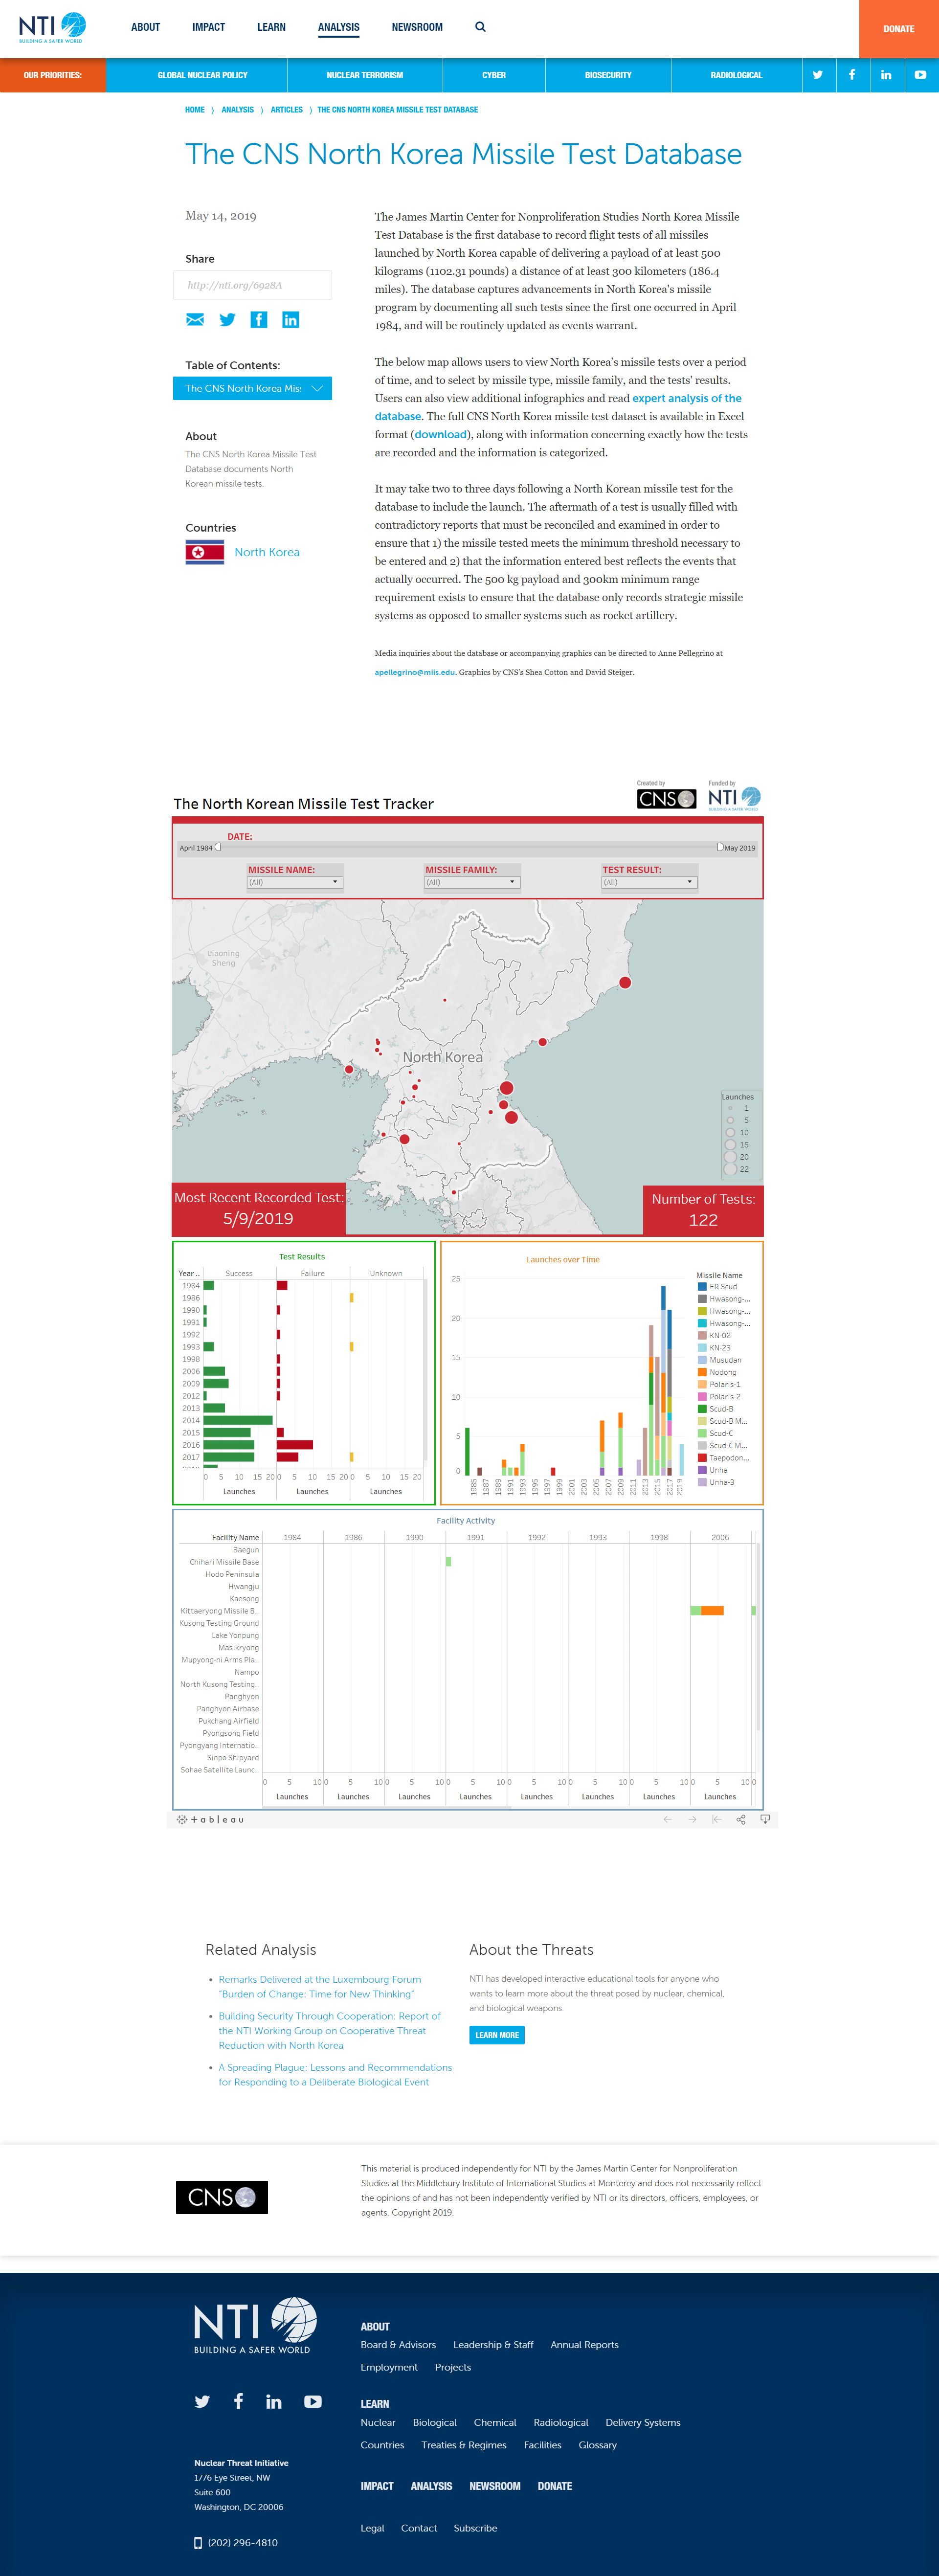 NTI
BUILDING A SAFER WORLD
ABOUT
IMPACT
LEARN
ANALYSIS
NEWSROOM
DONATE
OUR PRIORITIES:
GLOBAL NUCLEAR POLICY
NUCLEAR TERRORISM
CYBER
BIOSECURITY
RADIOLOGICAL
HOME 〉 ANALYSIS 〉 ARTICLES 〉 THE CNS NORTH KOREA MISSILE TEST DATABASE
The CNS North Korea Missile Test Database
May 14, 2019
Share
http://nti.org/6928A
Table of Contents:
The CNS North Korea Miss
About
The CNS North Korea Missile Test
Database documents North
Korean missile tests.
Countries
North Korea
The James Martin Center for Nonproliferation Studies North Korea Missile
Test Database is the first database to record flight tests of all missiles
launched by North Korea capable of delivering a payload of at least 500
kilograms (1102.31 pounds) a distance of at least 300 kilometers (186.4
miles). The database captures advancements in North Korea's missile
program by documenting all such tests since the first one occurred in April
1984, and will be routinely updated as events warrant.
The below map allows users to view North Korea's missile tests over a period
of time, and to select by missile type, missile family, and the tests' results.
Users can also view additional infographics and read expert analysis of the
database. The full CNS North Korea missile test dataset is available in Excel
format (download), along with information concerning exactly how the tests
are recorded and the information is categorized.
It may take two to three days following a North Korean missile test for the
database to include the launch. The aftermath of a test is usually filled with
contradictory reports that must be reconciled and examined in order to
ensure that 1) the missile tested meets the minimum threshold necessary to
be entered and 2) that the information entered best reflects the events that
actually occurred. The 500 kg payload and 300km minimum range
requirement exists to ensure that the database only records strategic missile
systems as opposed to smaller systems such as rocket artillery.
Media inquiries about the database or accompanying graphics can be directed to Anne Pellegrino at
apellegrino@miis.edu. Graphics by CNS's Shea Cotton and David Steiger.
The North Korean Missile Test Tracker
Created by
CNS
Funded by
NTI
BUILDING A SAFER WORLD
DATE:
April 1984
May 2019
MISSILE NAME:
(All)
MISSILE FAMILY:
(All)
TEST RESULT:
(All)
Liaoning
Sheng
North Korea
Launches
1
5
10
15
20
22
Most Recent Recorded Test:
5/9/2019
Number of Tests:
122
Test Results
Year .. Success Failure Unknown
1984
1986
1990
1991
1992
1993
1998
2006
2009
2012
2013
2014
2015
2016
2017
0 5 10 15 20 0 5 10 15 20 0 5 10 15 20
Launches Launches Launches
Launches over Time
25
20
15
10
5
0
1985 1987 1989 1991 1993 1995 1997 1999 2001 2003 2005 2007 2009 2011 2013 2015 2017 2019
Missile Name
ER Scud
Hwasong-...
Hwasong-...
Hwasong-...
KN-02
KN-23
Musudan
Nodong
Polaris-1
Polaris-2
Scud-B
Scud-B M...
Scud-C
Scud-C M...
Taepodon...
Unha
Unha-3
Facility Activity
Facility Name 1984 1986 1990 1991 1992 1993 1998 2006
Baegun
Chihari Missile Base
Hodo Peninsula
Hwangju
Kaesong
Kittaeryong Missile B..
Kusong Testing Ground
Lake Yonpung
Masikryong
Mupyong-ni Arms Pla..
Nampo
North Kusong Testing..
Panghyon
Panghyon Airbase
Pukchang Airfield
Pyongsong Field
Pyongyang Internatio..
Sinpo Shipyard
Sohae Satellite Launc..
0 5 10 0 5 10 0 5 10 0 5 10 0 5 10 0 5 10 0 5 10 0 5 10 0
Launches Launches Launches Launches Launches Launches Launches Launches
+ a b | e a u
Related Analysis
Remarks Delivered at the Luxembourg Forum
"Burden of Change: Time for New Thinking"
Building Security Through Cooperation: Report of
the NTI Working Group on Cooperative Threat
Reduction with North Korea
A Spreading Plague: Lessons and Recommendations
for Responding to a Deliberate Biological Event
About the Threats
NTI has developed interactive educational tools for anyone who
wants to learn more about the threat posed by nuclear, chemical,
and biological weapons.
LEARN MORE
CNS
This material is produced independently for NTI by the James Martin Center for Nonproliferation
Studies at the Middlebury Institute of International Studies at Monterey and does not necessarily reflect
the opinions of and has not been independently verified by NTI or its directors, officers, employees, or
agents. Copyright 2019.
NTI
BUILDING A SAFER WORLD
Nuclear Threat Initiative
1776 Eye Street, NW
Suite 600
Washington, DC 20006
(202) 296-4810
ABOUT
Board & Advisors Leadership & Staff Annual Reports
Employment Projects
LEARN
Nuclear Biological Chemical Radiological Delivery Systems
Countries Treaties & Regimes Facilities Glossary
IMPACT ANALYSIS NEWSROOM DONATE
Legal Contact Subscribe